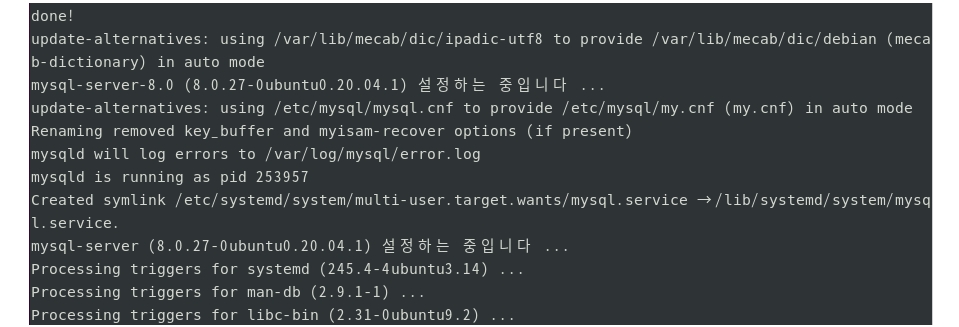 done!
update-alternatives: using /var/lib/mecab/dic/ipadic-utf8 to provide /var/lib/mecab/dic/debian (meca
b-dictionary) in auto mode
mysql-server-8.0 (8.0.27-0ubuntu0.20.04.1) 설정하는 중입니다 ...
update-alternatives: using /etc/mysql/mysql.cnf to provide /etc/mysql/my.cnf (my.cnf) in auto mode
Renaming removed key_buffer and myisam-recover options (if present)
mysqld will log errors to /var/log/mysql/error.log
mysqld is running as pid 253957
Created symlink /etc/systemd/system/multi-user.target.wants/mysql.service → /lib/systemd/system/mysq
l.service.
mysql-server (8.0.27-0ubuntu0.20.04.1) 설정하는 중입니다 ...
Processing triggers for systemd (245.4-4ubuntu3.14) ...
Processing triggers for man-db (2.9.1-1) ...
Processing triggers for libc-bin (2.31-0ubuntu9.2) ...